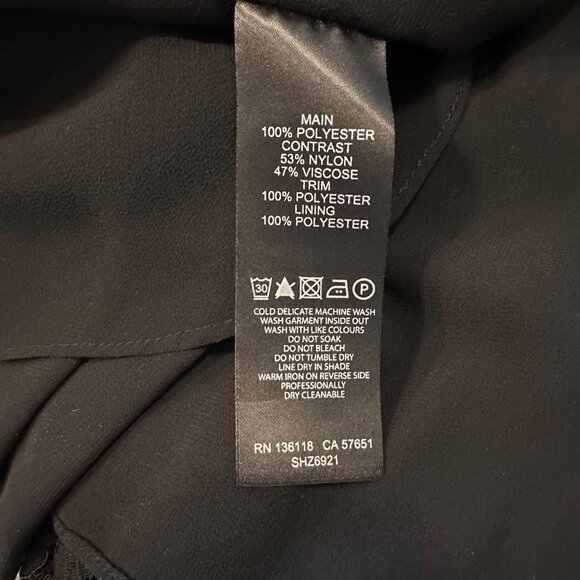 MAIN
100% POLYESTER
CONTRAST
53% NYLON
47% VISCOSE
TRIM
100% POLYESTER
LINING
100% POLYESTER
30 P
COLD DELICATE MACHINE WASH
WASH GARMENT INSIDE OUT
WASH WITH LIKE COLOURS
DO NOT SOAK
DO NOT BLEACH
DO NOT TUMBLE DRY
LINE DRY IN SHADE
WARM IRON ON REVERSE SIDE
PROFESSIONALLY
DRY CLEANABLE
RN 136118 CA 57651
SHZ6921